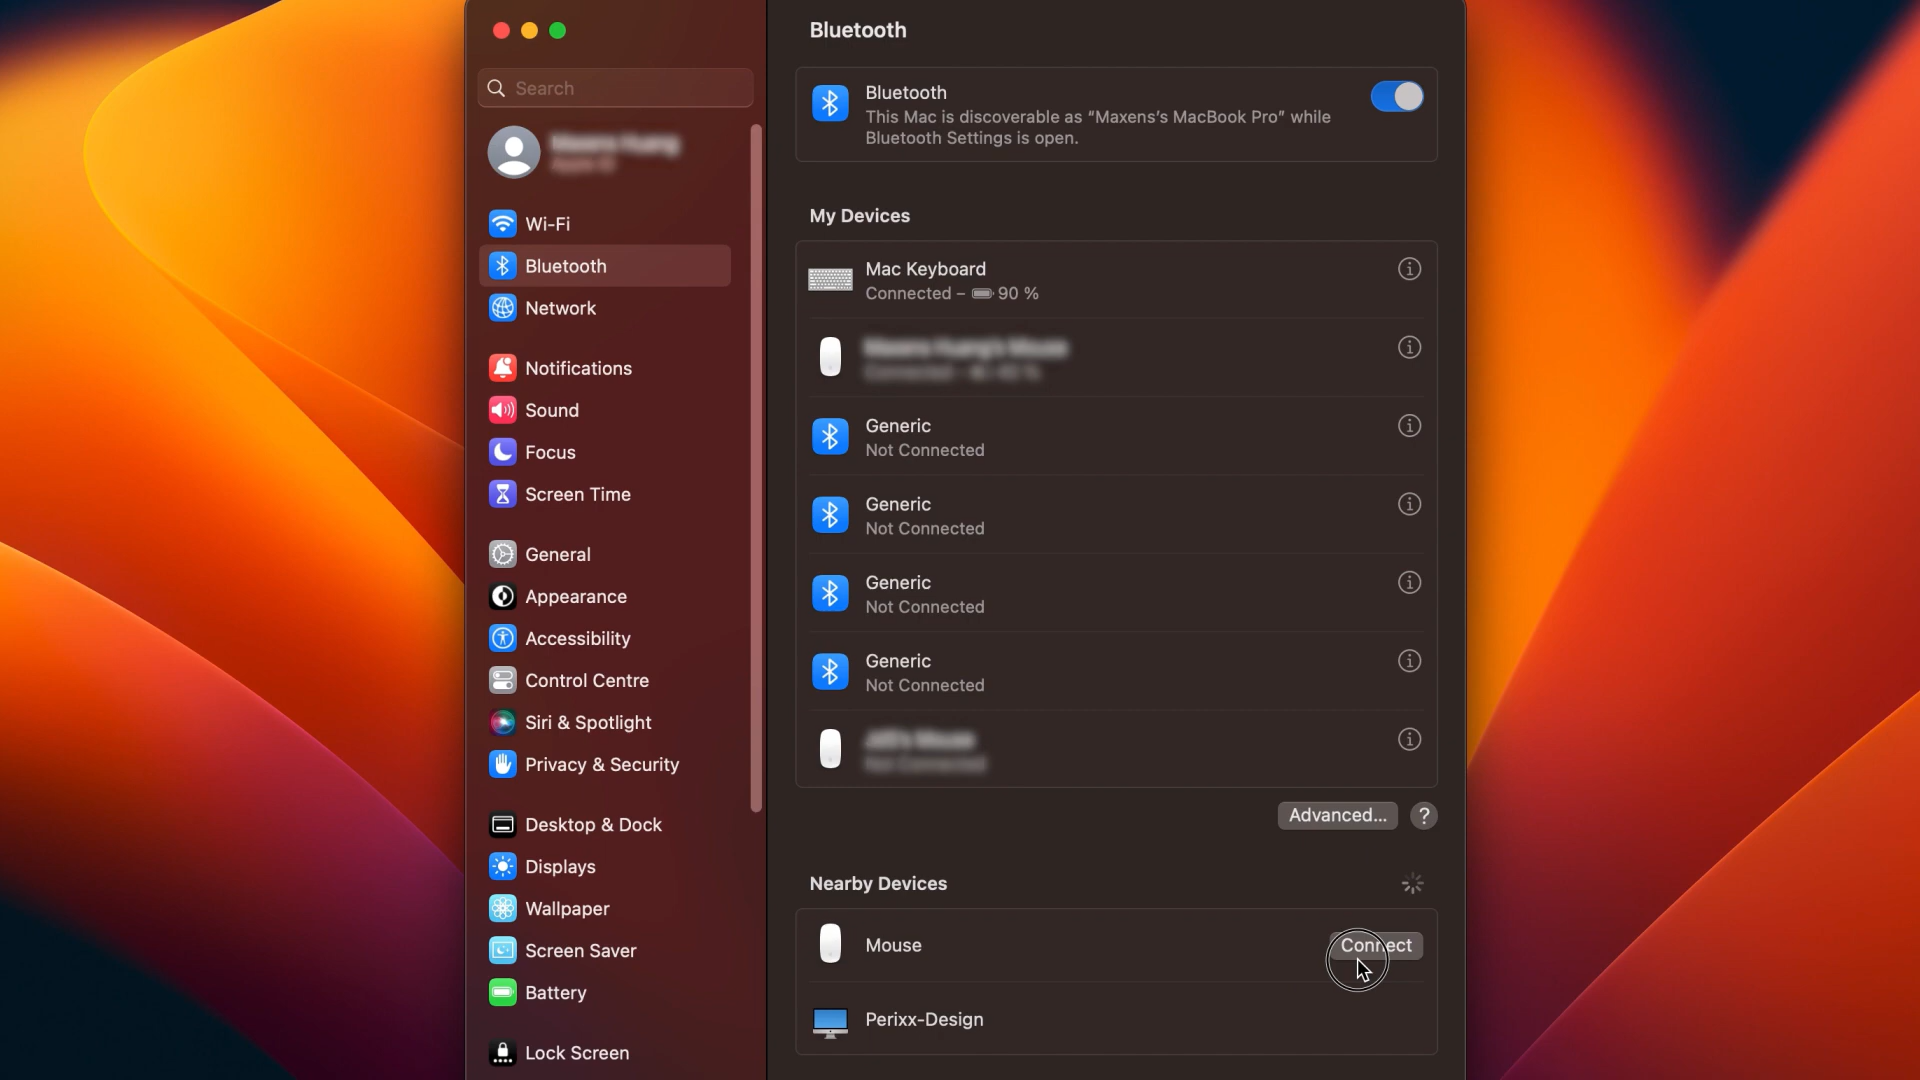 Bluetooth
Search
Wi-Fi
Bluetooth
Network
Notifications
Sound
Focus
Screen Time
General
Appearance
Accessibility
Control Centre
Siri & Spotlight
Privacy & Security
Desktop & Dock
Displays
Wallpaper
Screen Saver
Battery
Lock Screen
Bluetooth
This Mac is discoverable as “Maxens’s MacBook Pro” while
Bluetooth Settings is open.
My Devices
Mac Keyboard
Connected – 90 %
Generic
Not Connected
Generic
Not Connected
Generic
Not Connected
Generic
Not Connected
Advanced...
?
Nearby Devices
Mouse
Connect
Perixx-Design